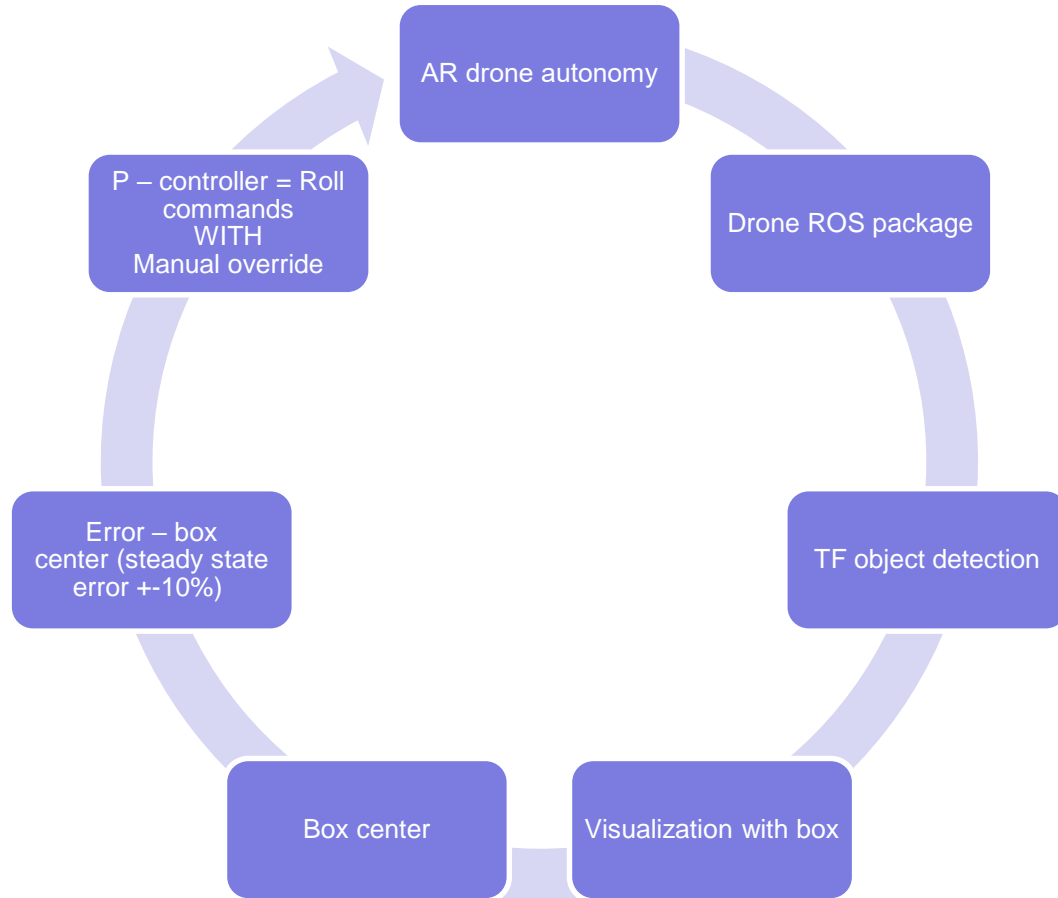 AR drone autonomy
Drone ROS package
TF object detection
Visualization with box
Box center
Error – box
center (steady state
error +-10%)
P – controller = Roll
commands
WITH
Manual override